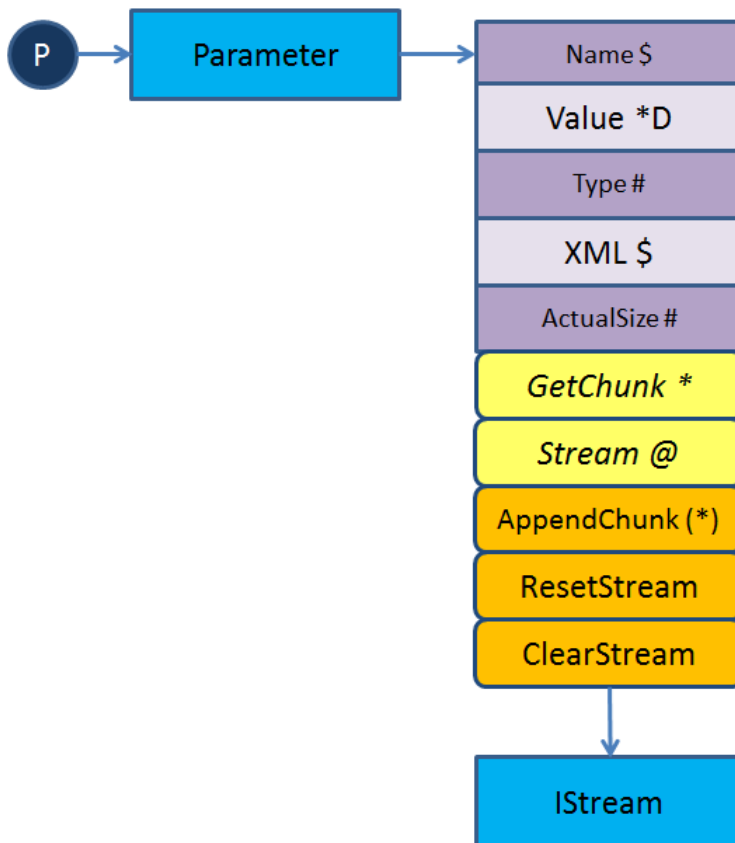 P
Parameter
Name $
Value *D
Type #
XML $
ActualSize #
GetChunk *
Stream @
AppendChunk (*)
ResetStream
ClearStream
IStream